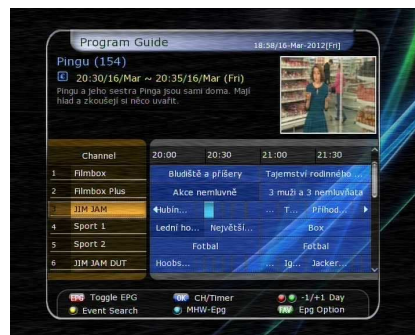 Program Guide 18:58/16-Mar-2012[Fri]
Pingu (154)
20:30/16/Mar ~ 20:35/16/Mar (Fri)
Pingu a jeho sestra Pinga jsou sami doma. Mají
hlad a zkoušejí si něco uvařit.
Channel 20:00 20:30 21:00 21:30
1 Filmbox Bludiště a příšery Tajemství rodinného ...
2 Filmbox Plus Akce nemluvně 3 muži a 3 nemluvňata
3 JIM JAM Hubín... ... T... Příhod...
4 Sport 1 Lední ho... Největší... Box
5 Sport 2 Fotbal Fotbal
6 JIM JAM DUT Hoobs... ... Ig... Jacker...
EPG Toggle EPG OK CH/Timer -1/+1 Day
Event Search MHW-Epg FAV Epg Option